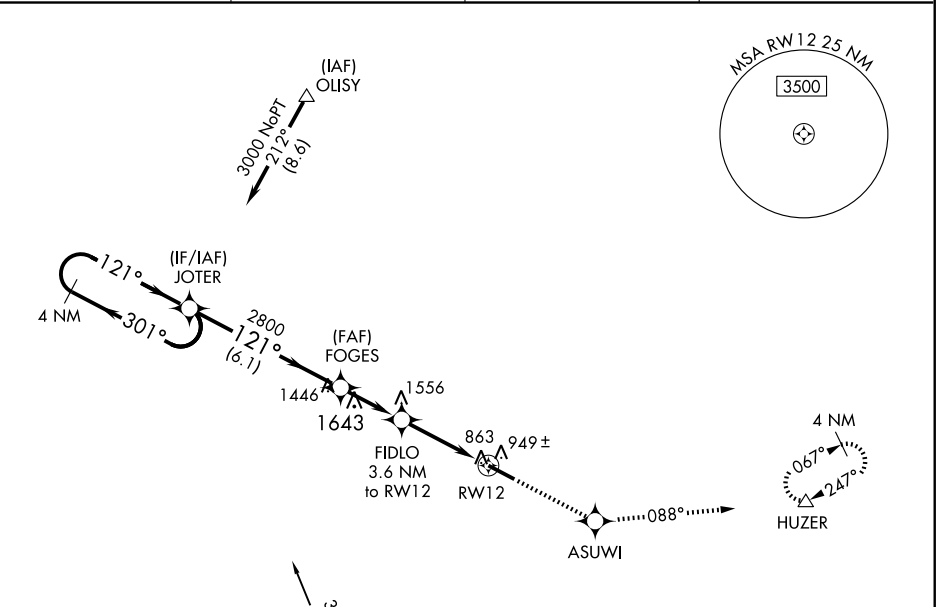 MSA RW12 25 NM
3500
(IAF)
OLISY
3000 NoPT
212°
(8.6)
(IF/IAF)
JOTER
121°
301°
4 NM
2800
121°
(6.1)
(FAF)
FOGES
1446
1643
1556
FIDLO
3.6 NM
to RW12
863
949±
RW12
ASUWI
088°
4 NM
067°
247°
HUZER